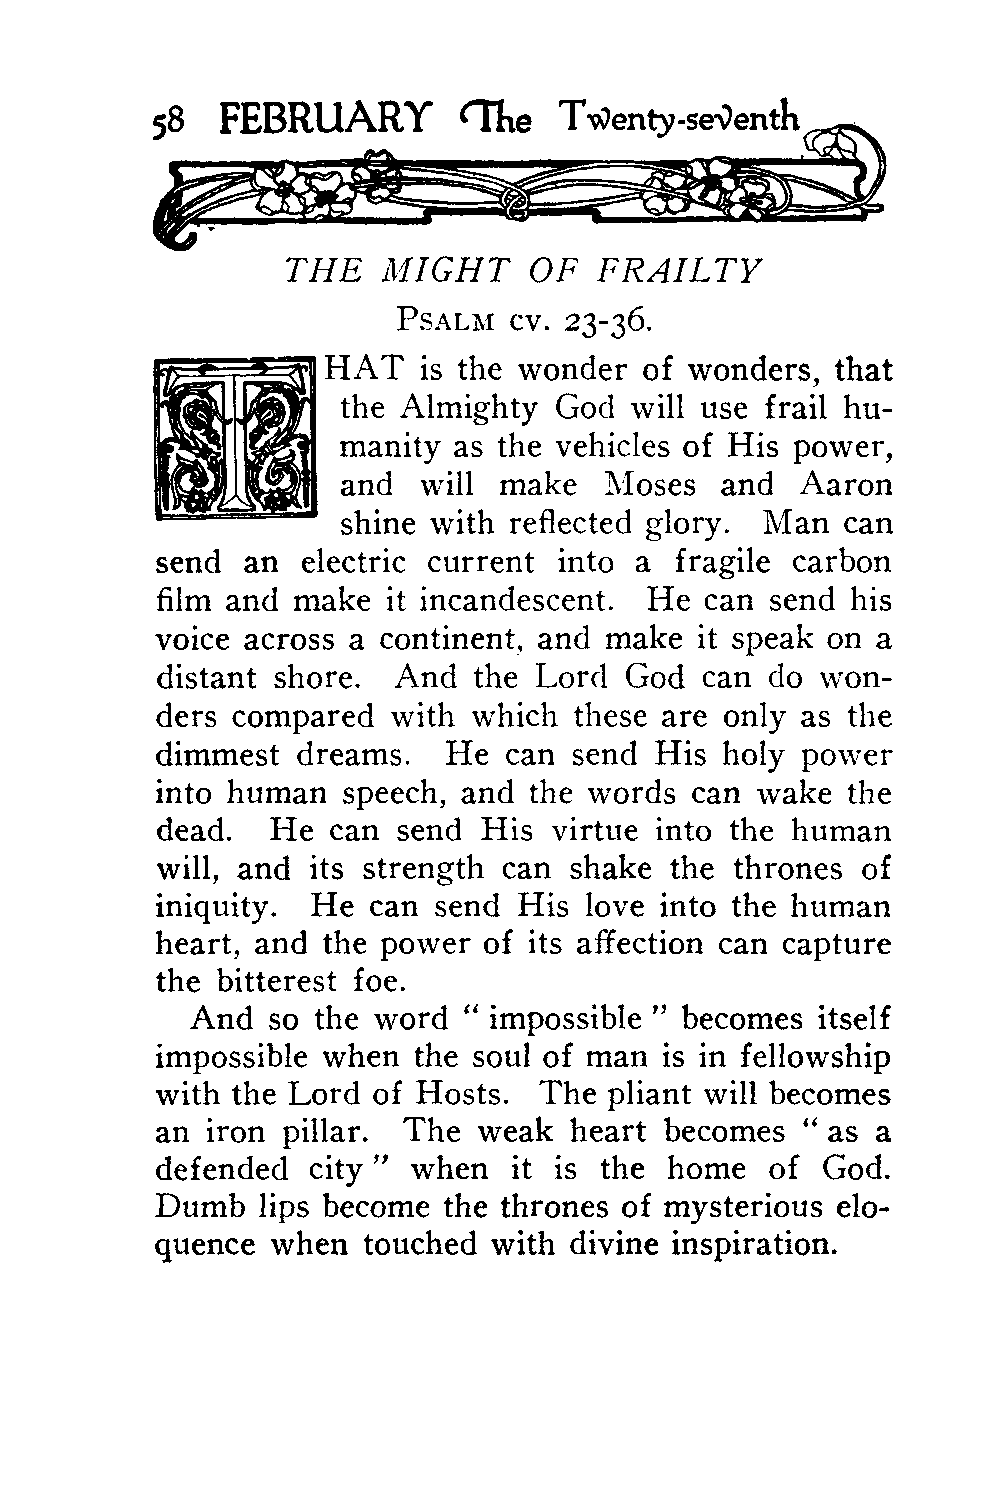 58 FEBRUARY The Twenty-seventh
THE MIGHT OF FRAILTY
PSALM CV. 23-36.
THAT is the wonder of wonders, that
the Almighty God will use frail hu-
manity as the vehicles of His power,
and will make Moses and Aaron
shine with reflected glory. Man can
send an electric current into a fragile carbon
film and make it incandescent. He can send his
voice across a continent, and make it speak on a
distant shore. And the Lord God can do won-
ders compared with which these are only as the
dimmest dreams. He can send His holy power
into human speech, and the words can wake the
dead. He can send His virtue into the human
will, and its strength can shake the thrones of
iniquity. He can send His love into the human
heart, and the power of its affection can capture
the bitterest foe.
And so the word " impossible " becomes itself
impossible when the soul of man is in fellowship
with the Lord of Hosts. The pliant will becomes
an iron pillar. The weak heart becomes " as a
defended city " when it is the home of God.
Dumb lips become the thrones of mysterious elo-
quence when touched with divine inspiration.